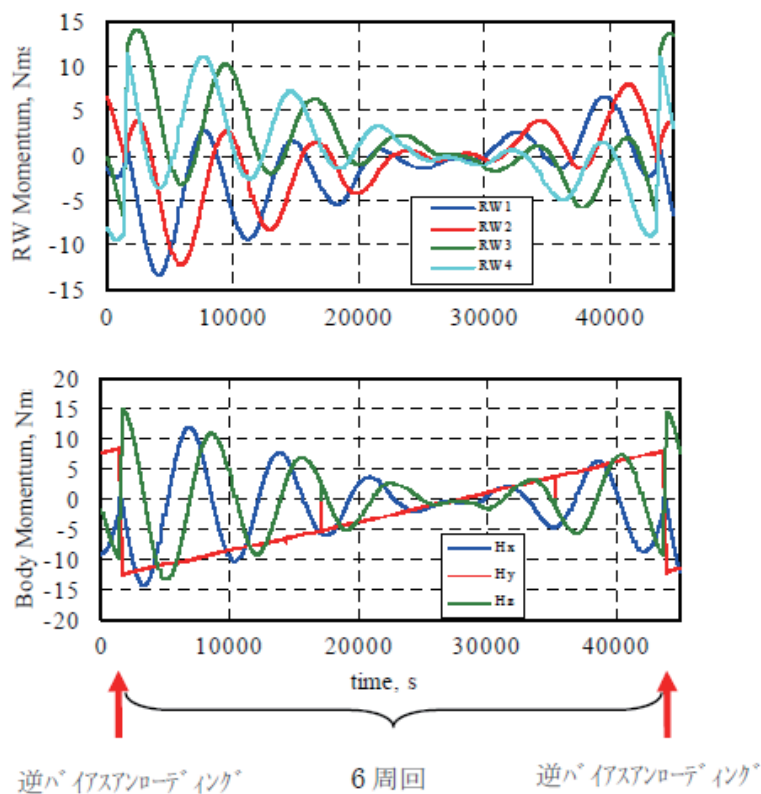 RW Momentum, Nms
15
10
5
0
-5
-10
-15
RW1
RW2
RW3
RW4
0 10000 20000 30000 40000
Body Momentum, Nm
20
15
10
5
0
-5
-10
-15
-20
Hx
Hy
Hz
0 10000 20000 30000 40000
time, s
逆ﾊﾞｲｱｽｱﾝﾛｰﾃﾞｨﾝｸﾞ 6 周回 逆ﾊﾞｲｱｽｱﾝﾛｰﾃﾞｨﾝｸﾞ